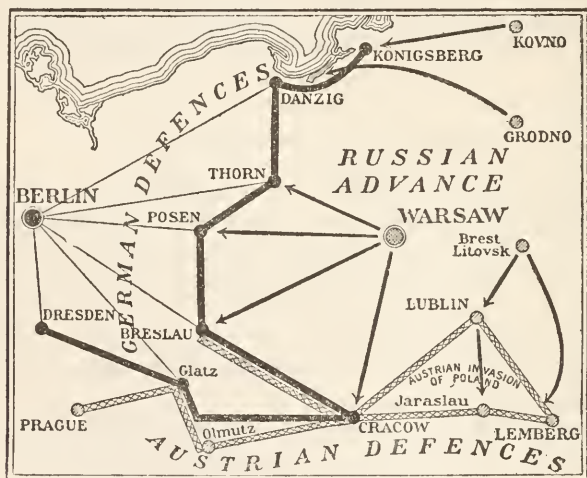 KONIGSBERG
KOVNO
DANZIG
GRODNO
GERMAN DEFENCES
THORN
RUSSIAN
ADVANCE
BERLIN
POSEN
WARSAW
Brest
Litovsk
DRESDEN
BRESLAU
LUBLIN
Glatz
AUSTRIAN INVASION
OF POLAND
Jaraslau
PRAGUE
Olmutz
CRACOW
LEMBERG
AUSTRIAN DEFENCES